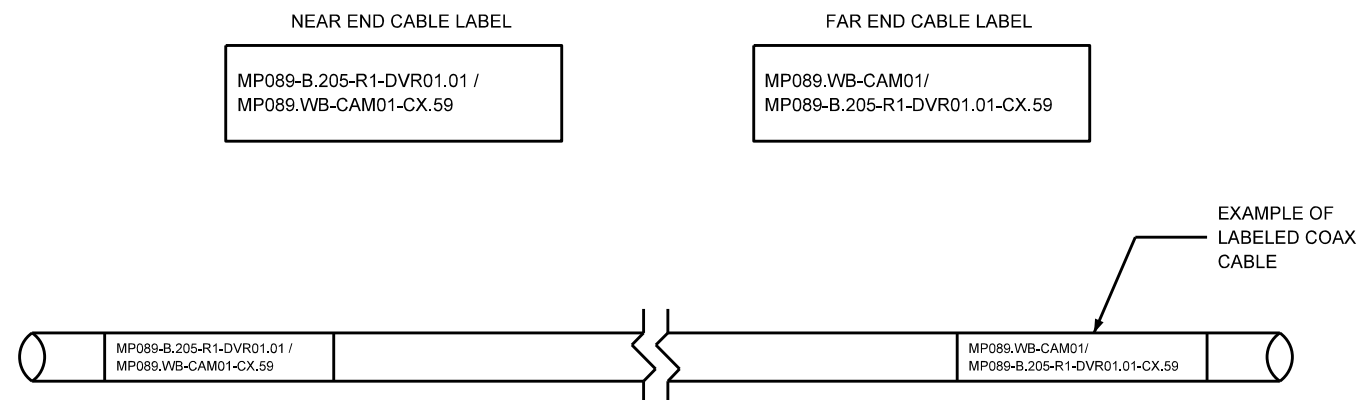 NEAR END CABLE LABEL
MP089-B.205-R1-DVR01.01 /
MP089.WB-CAM01-CX.59
FAR END CABLE LABEL
MP089.WB-CAM01/
MP089-B.205-R1-DVR01.01-CX.59
EXAMPLE OF
LABELED COAX
CABLE
MP089-B.205-R1-DVR01.01 /
MP089.WB-CAM01-CX.59
MP089.WB-CAM01/
MP089-B.205-R1-DVR01.01-CX.59